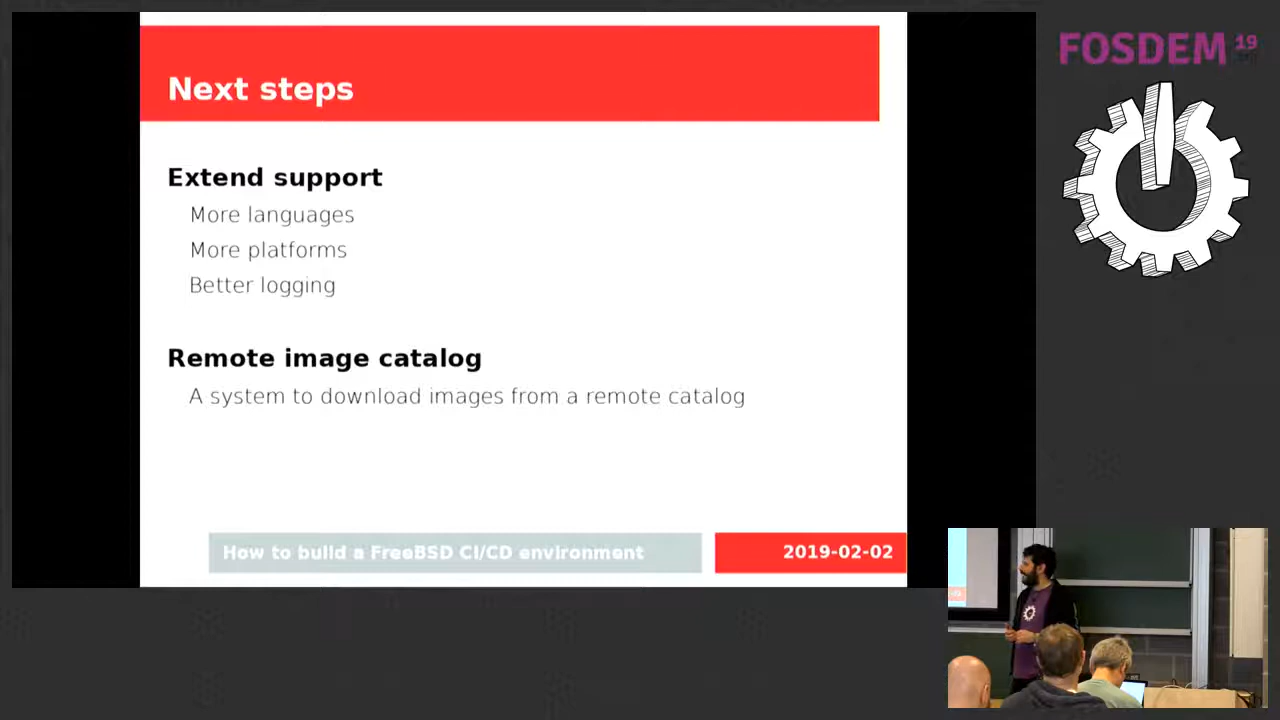 Next steps
Extend support
More languages
More platforms
Better logging
Remote image catalog
A system to download images from a remote catalog
How to build a FreeBSD CI/CD environment
2019-02-02
FOSDEM 19